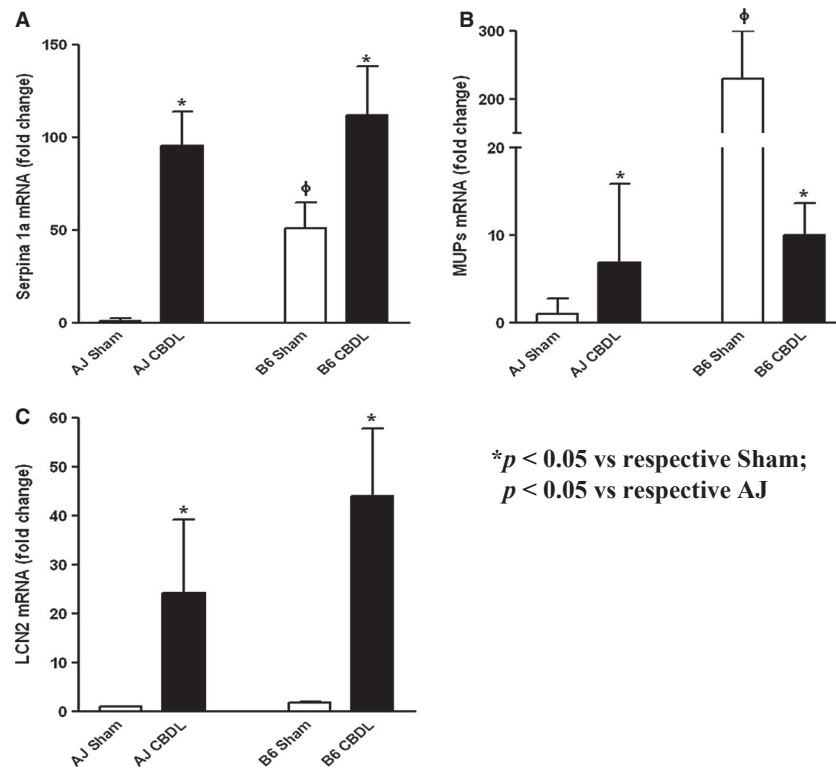 A
Serpina 1a mRNA (fold change)
150
100
50
0
*
ϕ
*
AJ Sham
AJ CBDL
B6 Sham
B6 CBDL
B
MUPs mRNA (fold change)
300
200
20
10
0
*
ϕ
*
AJ Sham
AJ CBDL
B6 Sham
B6 CBDL
C
LCN2 mRNA (fold change)
60
50
40
30
20
10
0
*
*
AJ Sham
AJ CBDL
B6 Sham
B6 CBDL
*p < 0.05 vs respective Sham;
p < 0.05 vs respective AJ